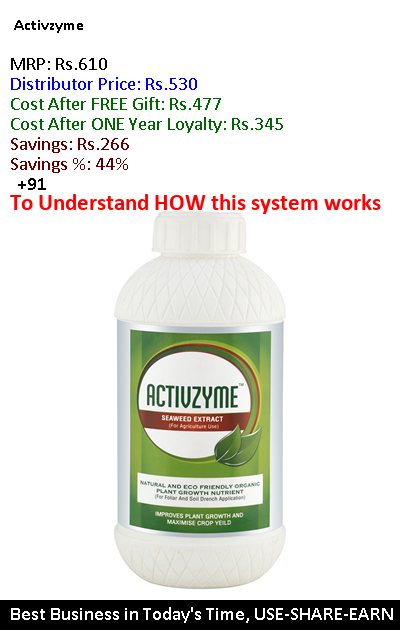 Activzyme
MRP: Rs.610
Distributor Price: Rs.530
Cost After FREE Gift: Rs.477
Cost After ONE Year Loyalty: Rs.345
Savings: Rs.266
Savings %: 44%
+91
To Understand HOW this system works
ACTIVZYME™
SEAWEED EXTRACT
(For Agriculture Use)
NATURAL AND ECO FRIENDLY ORGANIC
PLANT GROWTH NUTRIENT
(For Foliar And Soil Drench Application)
IMPROVES PLANT GROWTH AND
MAXIMISE CROP YEILD
Best Business in Today's Time, USE-SHARE-EARN